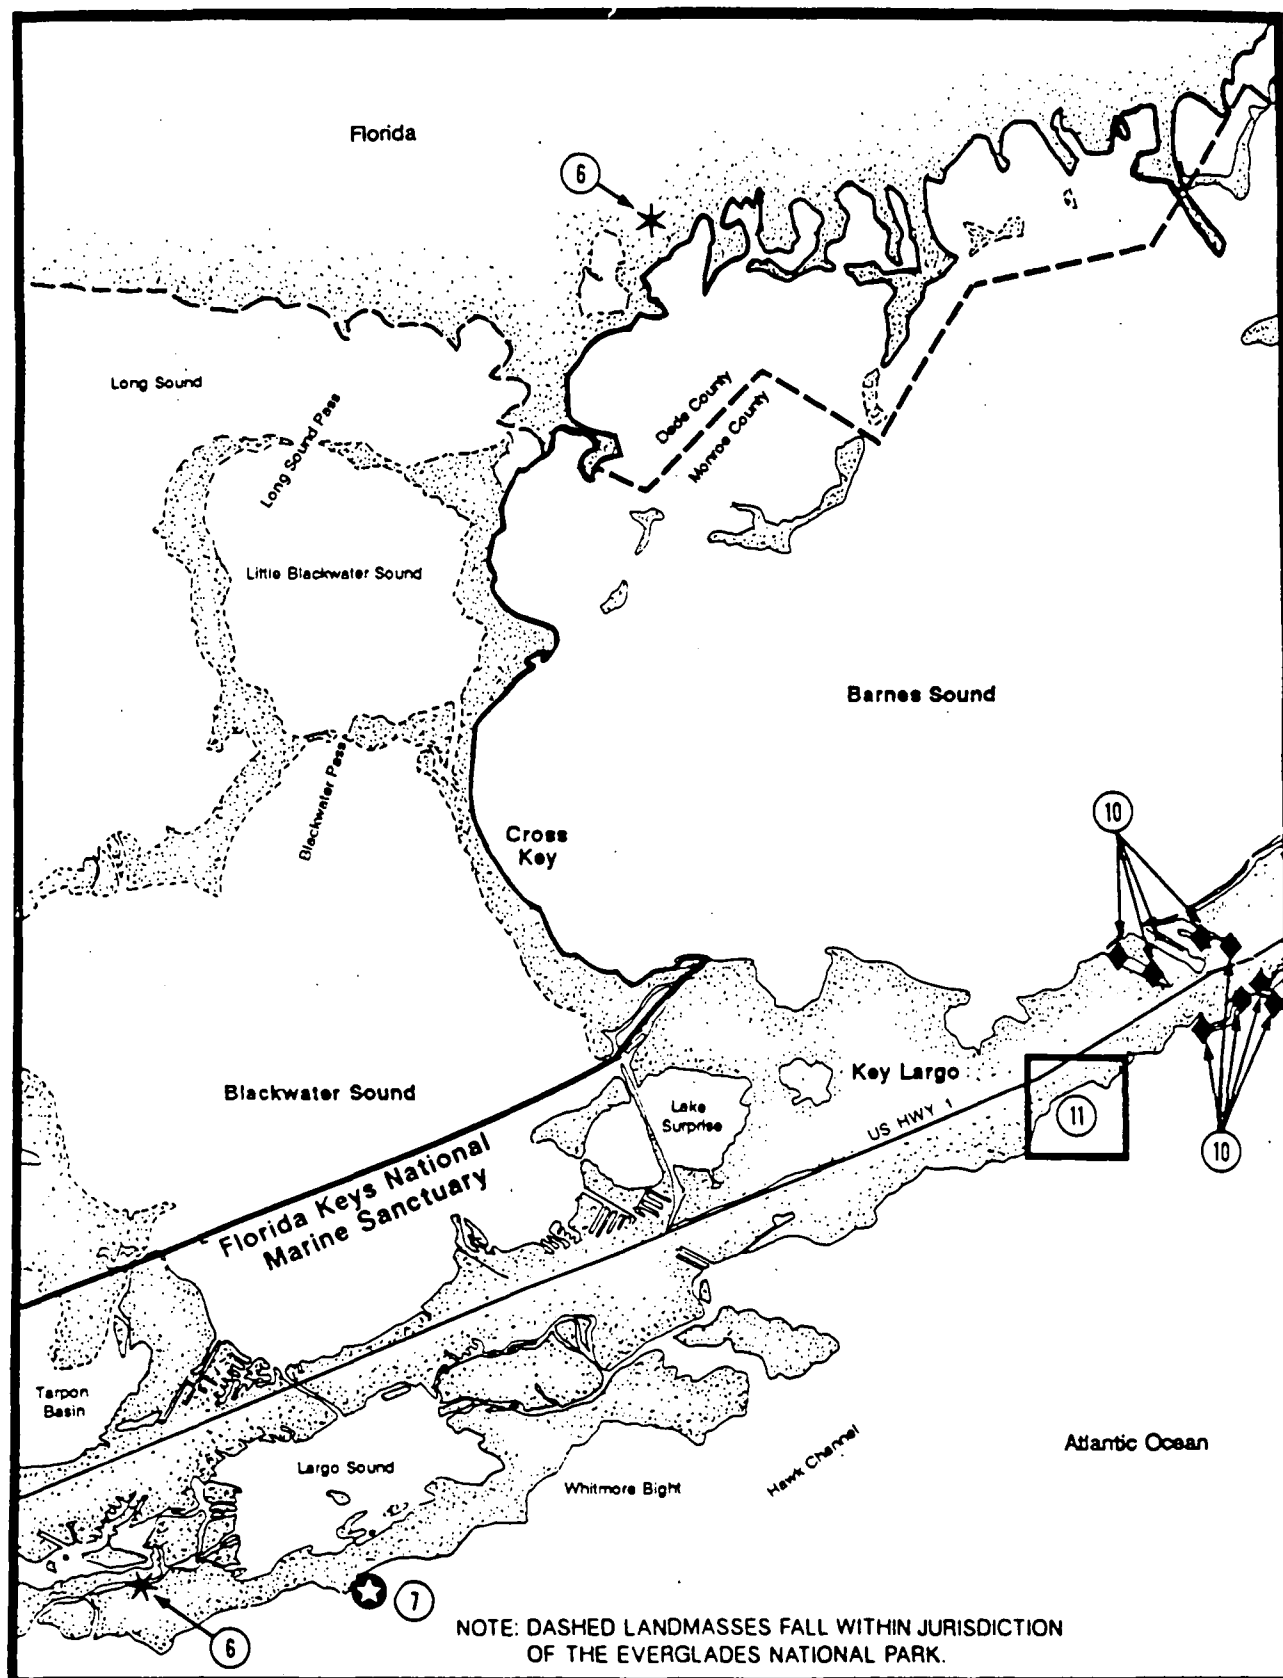 Florida
6
Long Sound
Long Sound Pass
Dade County
Monroe County
Little Blackwater Sound
Barnes Sound
Blackwater Pass
Cross
Key
10
Blackwater Sound
Key Largo
Lake
Surprise
US HWY 1
11
10
Florida Keys National
Marine Sanctuary
Tarpon
Basin
Largo Sound
Whitmore Bight
Hawk Channel
Atlantic Ocean
7
6
NOTE: DASHED LANDMASSES FALL WITHIN JURISDICTION
OF THE EVERGLADES NATIONAL PARK.